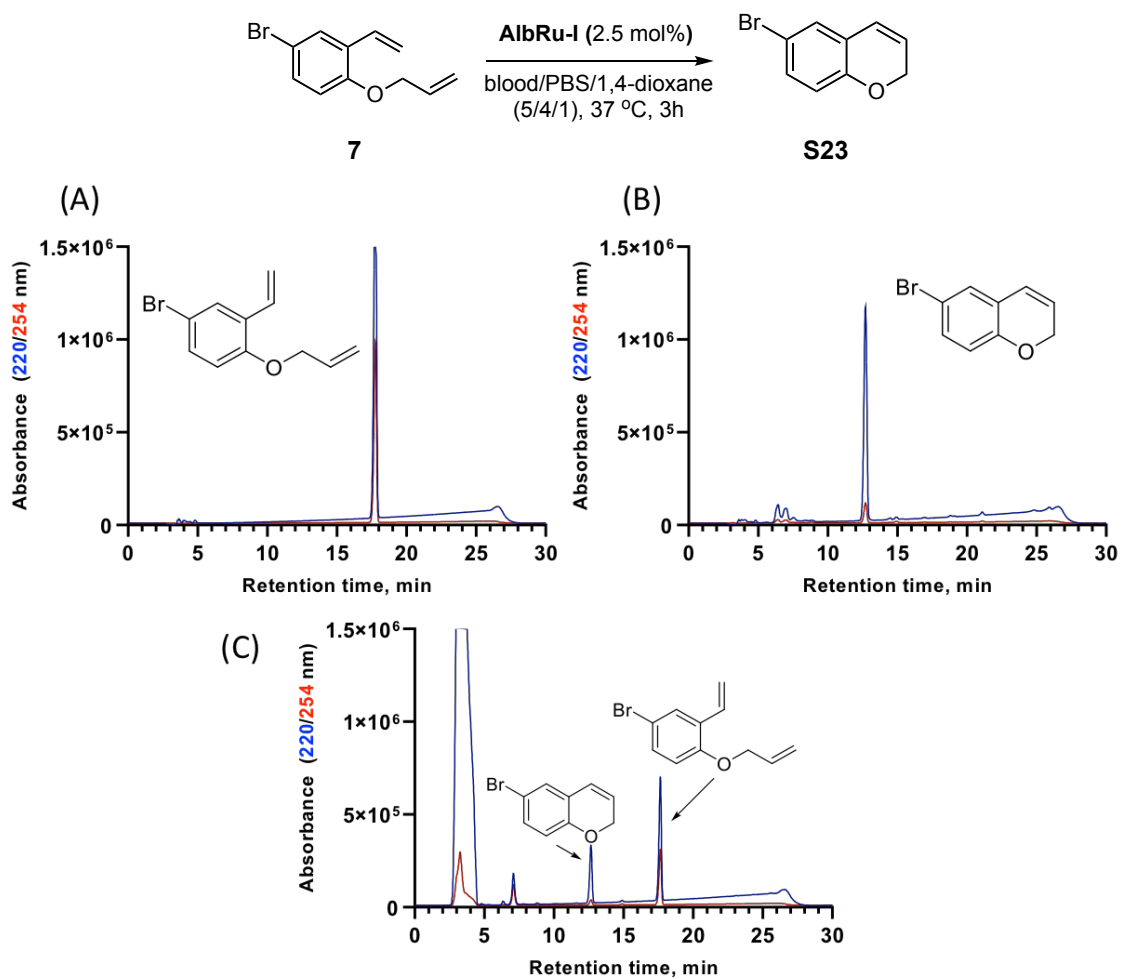 AlbRu-I (2.5 mol%)
blood/PBS/1,4-dioxane
(5/4/1), 37 °C, 3h
Br
O
7
Br
O
S23
(A)
Absorbance (220/254 nm)
1.5×10⁶
1×10⁶
5×10⁵
0
Br
O
0 5 10 15 20 25 30
Retention time, min
(B)
Absorbance (220/254 nm)
1.5×10⁶
1×10⁶
5×10⁵
0
Br
O
0 5 10 15 20 25 30
Retention time, min
(C)
Absorbance (220/254 nm)
1.5×10⁶
1×10⁶
5×10⁵
0
Br
O
Br
O
0 5 10 15 20 25 30
Retention time, min